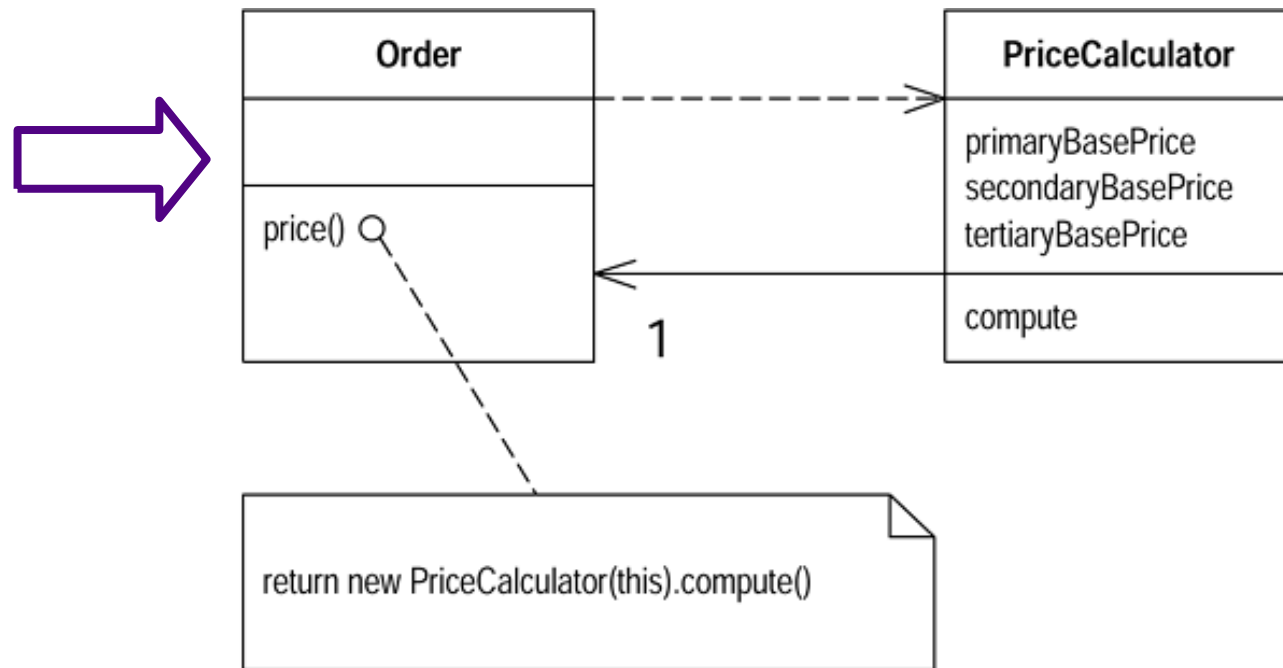 Order
PriceCalculator
primaryBasePrice
secondaryBasePrice
tertiaryBasePrice
price()
1
compute
return new PriceCalculator(this).compute()